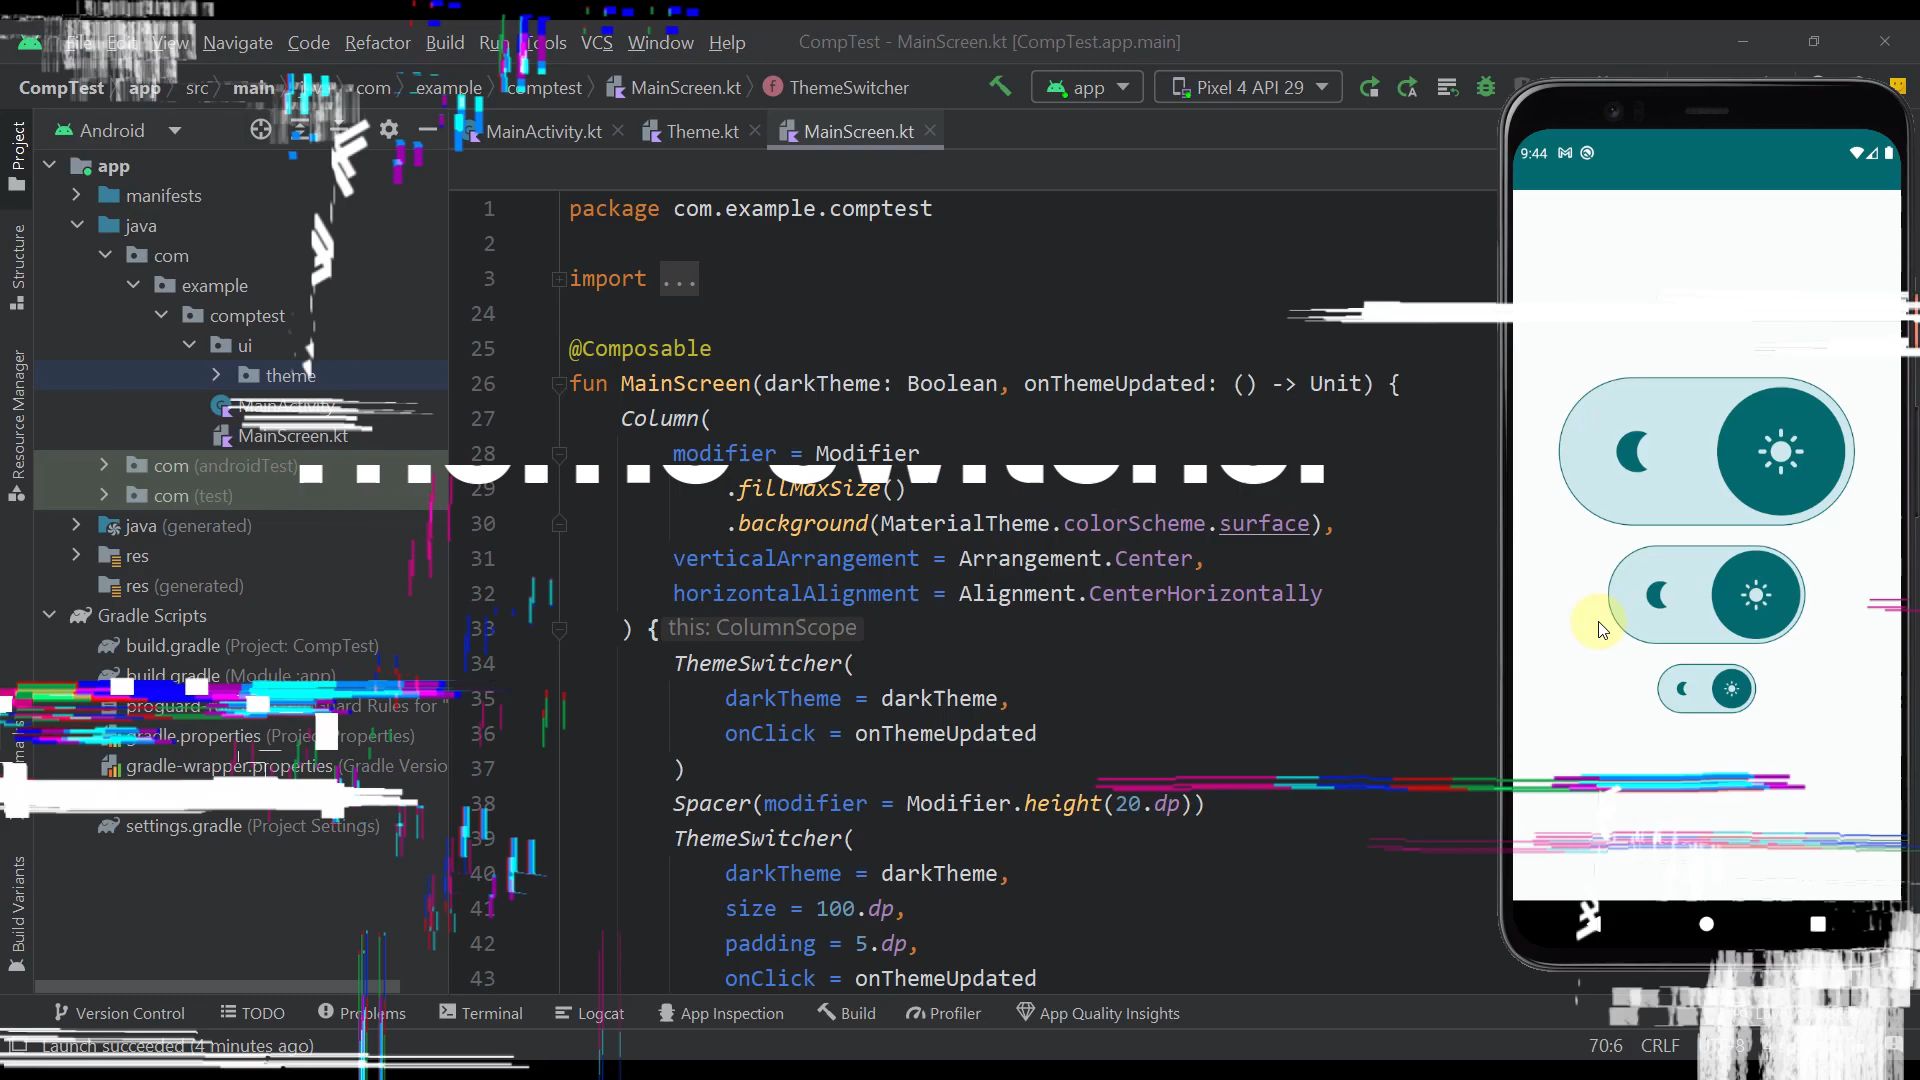 File Edit View Navigate Code Refactor Build Run Tools VCS Window Help CompTest - MainScreen.kt [CompTest.app.main]
CompTest app src main java com example comptest MainScreen.kt ThemeSwitcher app Pixel 4 API 29
Project Android MainActivity.kt Theme.kt MainScreen.kt
app
manifests
java
com
example
comptest
ui
theme
MainActivity
MainScreen.kt
com (androidTest)
com (test)
java (generated)
res
res (generated)
Gradle Scripts
build.gradle (Project: CompTest)
build.gradle (Module :app)
gradle.properties (Project Properties)
gradle-wrapper.properties (Gradle Versio
settings.gradle (Project Settings)
Structure
Resource Manager
Build Variants
1 package com.example.comptest
2
3 import ...
24
25 @Composable
26 fun MainScreen(darkTheme: Boolean, onThemeUpdated: () -> Unit) {
27 Column(
28 modifier = Modifier
29 .fillMaxSize()
30 .background(MaterialTheme.colorScheme.surface),
31 verticalArrangement = Arrangement.Center,
32 horizontalAlignment = Alignment.CenterHorizontally
33 ) { this: ColumnScope
34 ThemeSwitcher(
35 darkTheme = darkTheme,
36 onClick = onThemeUpdated
37 )
38 Spacer(modifier = Modifier.height(20.dp))
39 ThemeSwitcher(
40 darkTheme = darkTheme,
41 size = 100.dp,
42 padding = 5.dp,
43 onClick = onThemeUpdated
9:44
Version Control TODO Problems Terminal Logcat App Inspection Build Profiler App Quality Insights
Launch succeeded (4 minutes ago) 70:6 CRLF